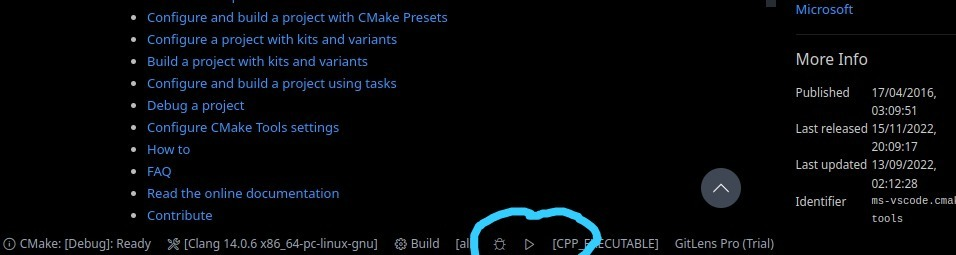 Configure and build a project with CMake Presets
Configure a project with kits and variants
Build a project with kits and variants
Configure and build a project using tasks
Debug a project
Configure CMake Tools settings
How to
FAQ
Read the online documentation
Contribute
Microsoft
More Info
Published 17/04/2016, 03:09:51
Last released 15/11/2022, 20:09:17
Last updated 13/09/2022, 02:12:28
Identifier ms-vscode.cmak
tools
CMake: [Debug]: Ready [Clang 14.0.6 x86_64-pc-linux-gnu] Build [al [CPP_EXECUTABLE] GitLens Pro (Trial)